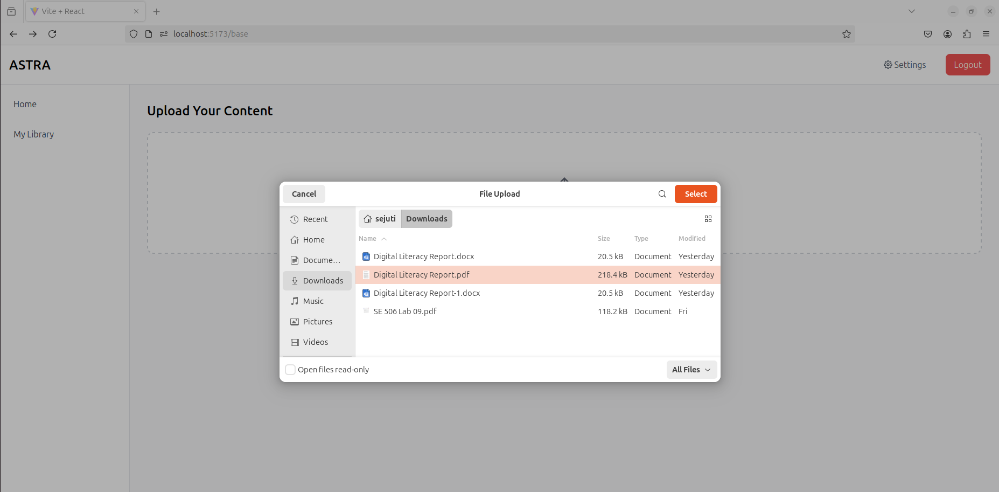 Vite + React
localhost:5173/base
ASTRA
Settings
Logout
Home
My Library
Upload Your Content
Cancel
File Upload
Select
Recent
Home
Docume...
Downloads
Music
Pictures
Videos
sejuti Downloads
Name Size Type Modified
Digital Literacy Report.docx 20.5 kB Document Yesterday
Digital Literacy Report.pdf 218.4 kB Document Yesterday
Digital Literacy Report-1.docx 20.5 kB Document Yesterday
SE 506 Lab 09.pdf 118.2 kB Document Fri
Open files read-only
All Files